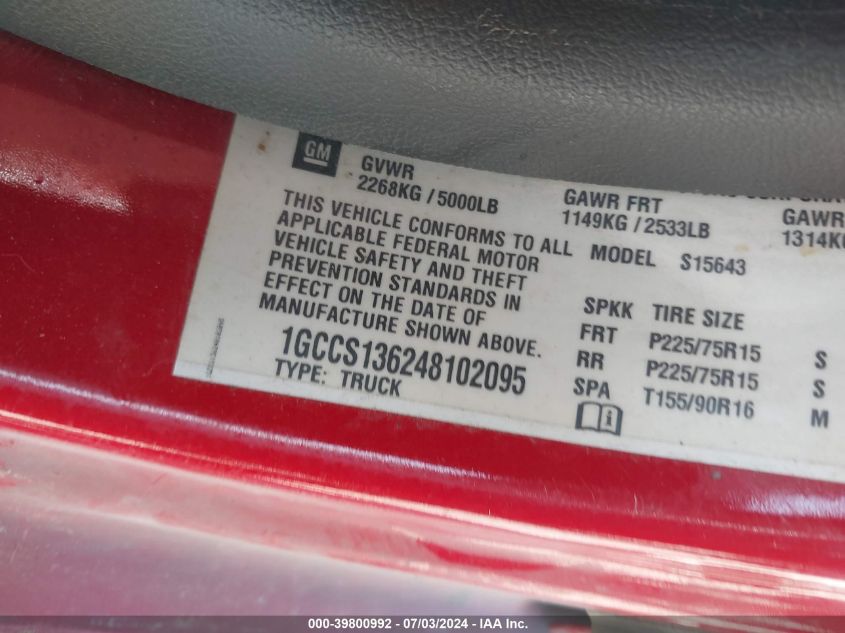 GM
GVWR
2268KG / 5000LB
GAWR FRT
1149KG / 2533LB
GAWR
1314KG
THIS VEHICLE CONFORMS TO ALL
APPLICABLE FEDERAL MOTOR
VEHICLE SAFETY AND THEFT
PREVENTION STANDARDS IN
EFFECT ON THE DATE OF
MANUFACTURE SHOWN ABOVE.
1GCCS136248102095
TYPE: TRUCK
MODEL S15643
SPKK TIRE SIZE
FRT P225/75R15 S
RR P225/75R15 S
SPA T155/90R16 M
000-39800992 - 07/03/2024 - IAA Inc.